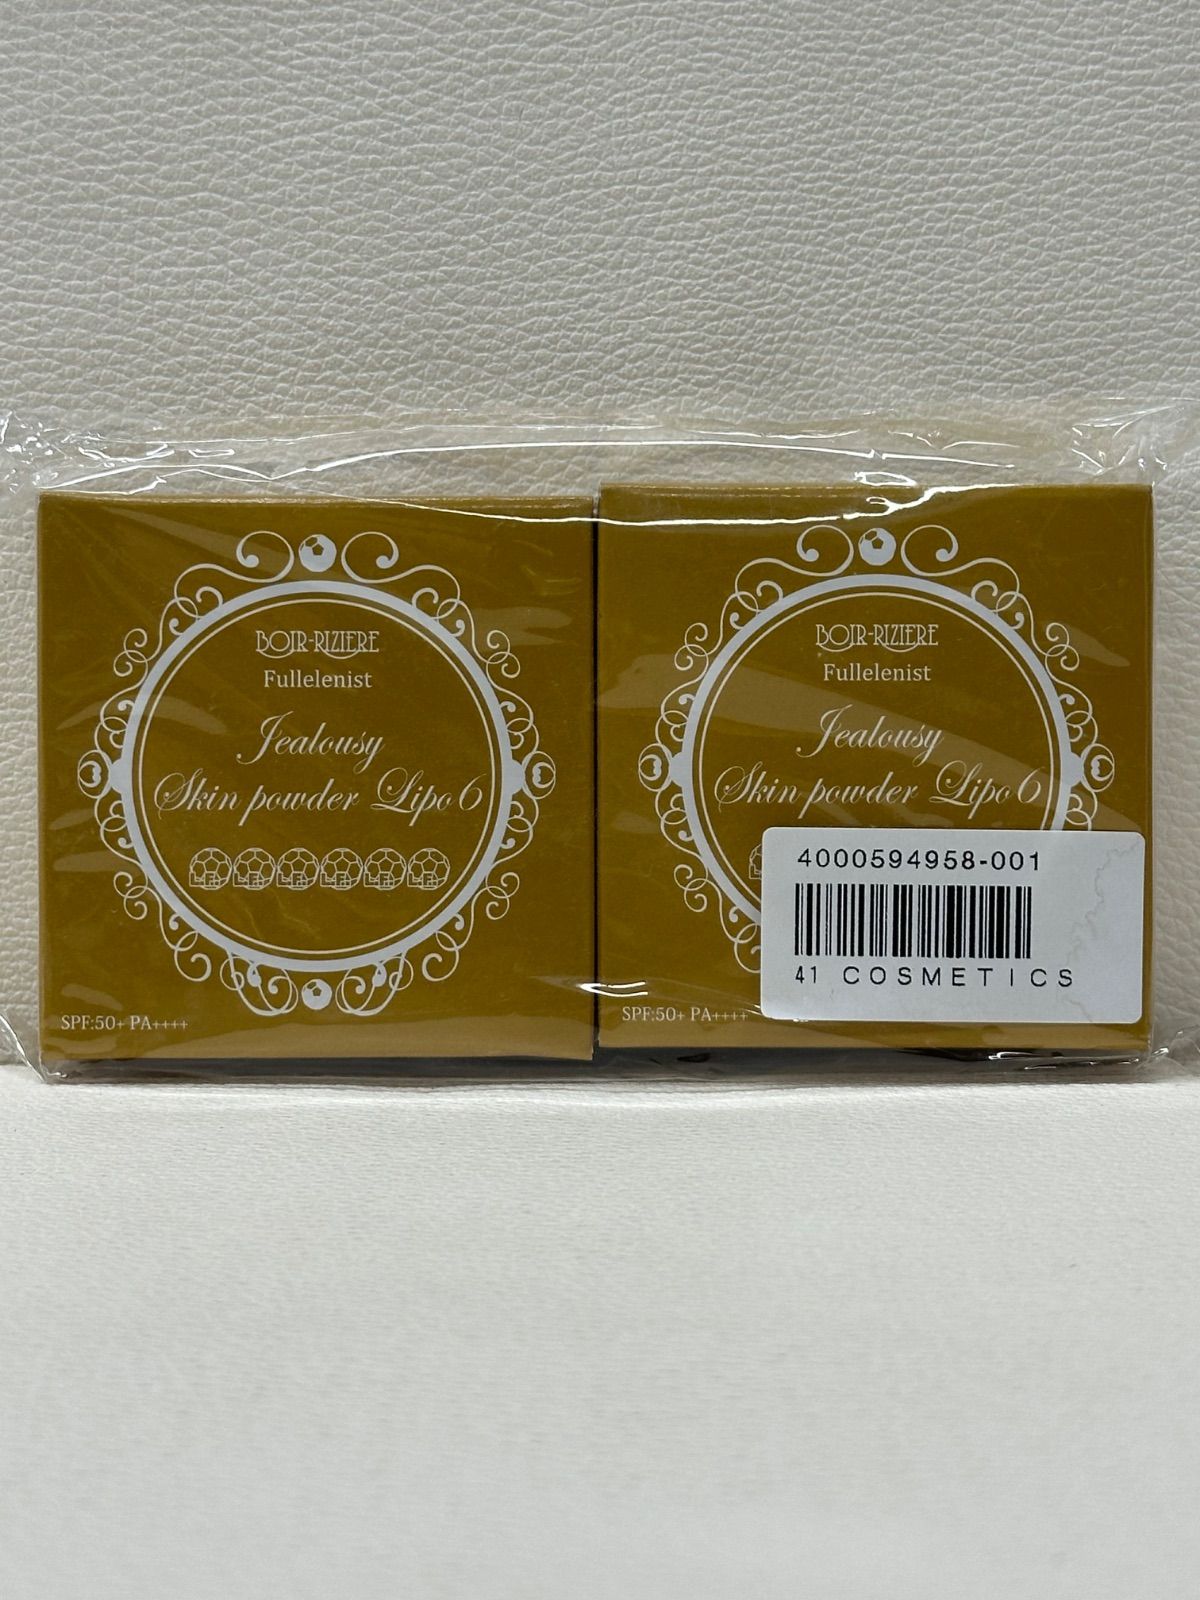 BOIR-RIZIERE
Fullelenist
Jealousy
Skin powder Lipo 6
SPF:50+ PA++++
BOIR-RIZIERE
Fullelenist
Jealousy
Skin powder Lipo 6
SPF:50+ PA++++
4000594958-001
41 COSMETICS